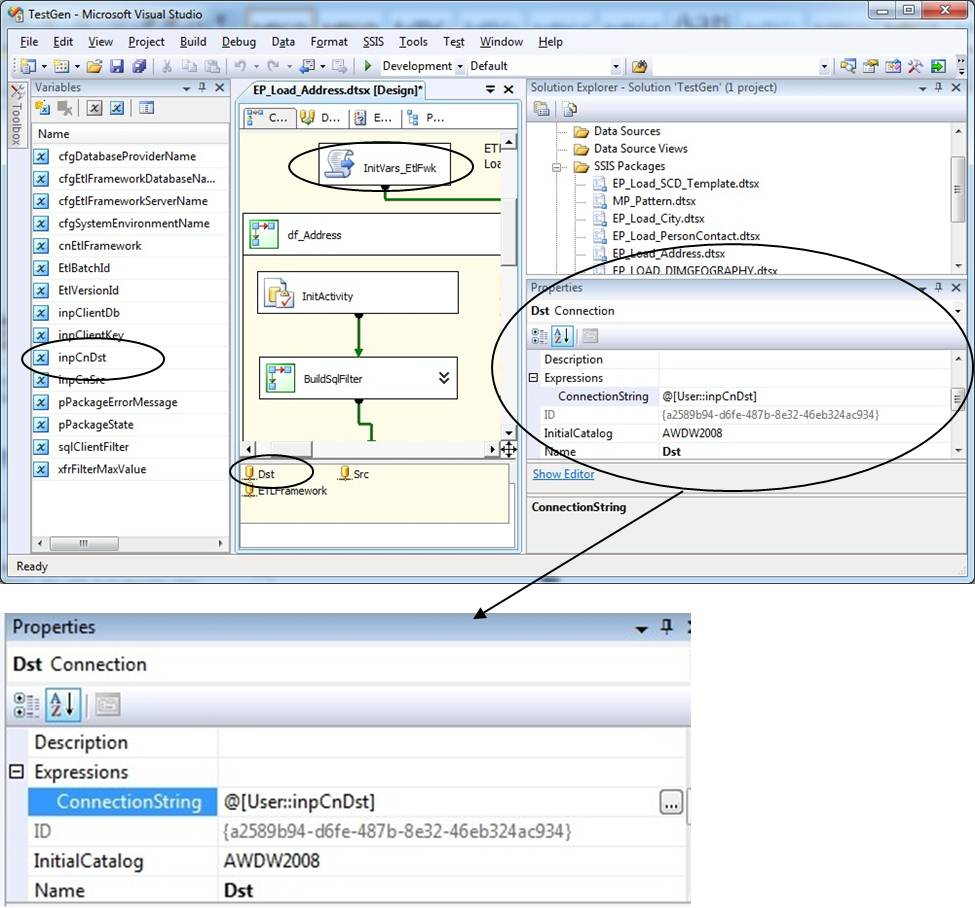 TestGen - Microsoft Visual Studio
File Edit View Project Build Debug Data Format SSIS Tools Test Window Help
Development Default
Toolbox
Variables
Name
cfgDatabaseProviderName
cfgEtlFrameworkDatabaseNa...
cfgEtlFrameworkServerName
cfgSystemEnvironmentName
cnEtlFramework
EtlBatchId
EtlVersionId
inpClientDb
inpClientKey
inpCnDst
inpCnSrc
pPackageErrorMessage
pPackageState
sqlClientFilter
xfrFilterMaxValue
EP_Load_Address.dtsx [Design]*
C... D... E... P...
InitVars_EtlFwk
ETI
Loa
df_Address
InitActivity
BuildSqlFilter
Dst Src
ETLFramework
Solution Explorer - Solution 'TestGen' (1 project)
Data Sources
Data Source Views
SSIS Packages
EP_Load_SCD_Template.dtsx
MP_Pattern.dtsx
EP_Load_City.dtsx
EP_Load_PersonContact.dtsx
EP_Load_Address.dtsx
EP_LOAD_DIMGEOGRAPHY.dtsx
Properties
Dst Connection
Description
Expressions
ConnectionString @[User::inpCnDst]
ID {a2589b94-d6fe-487b-8e32-46eb324ac934}
InitialCatalog AWDW2008
Name Dst
Show Editor
ConnectionString
Ready
Properties
Dst Connection
Description
Expressions
ConnectionString @[User::inpCnDst] ...
ID {a2589b94-d6fe-487b-8e32-46eb324ac934}
InitialCatalog AWDW2008
Name Dst